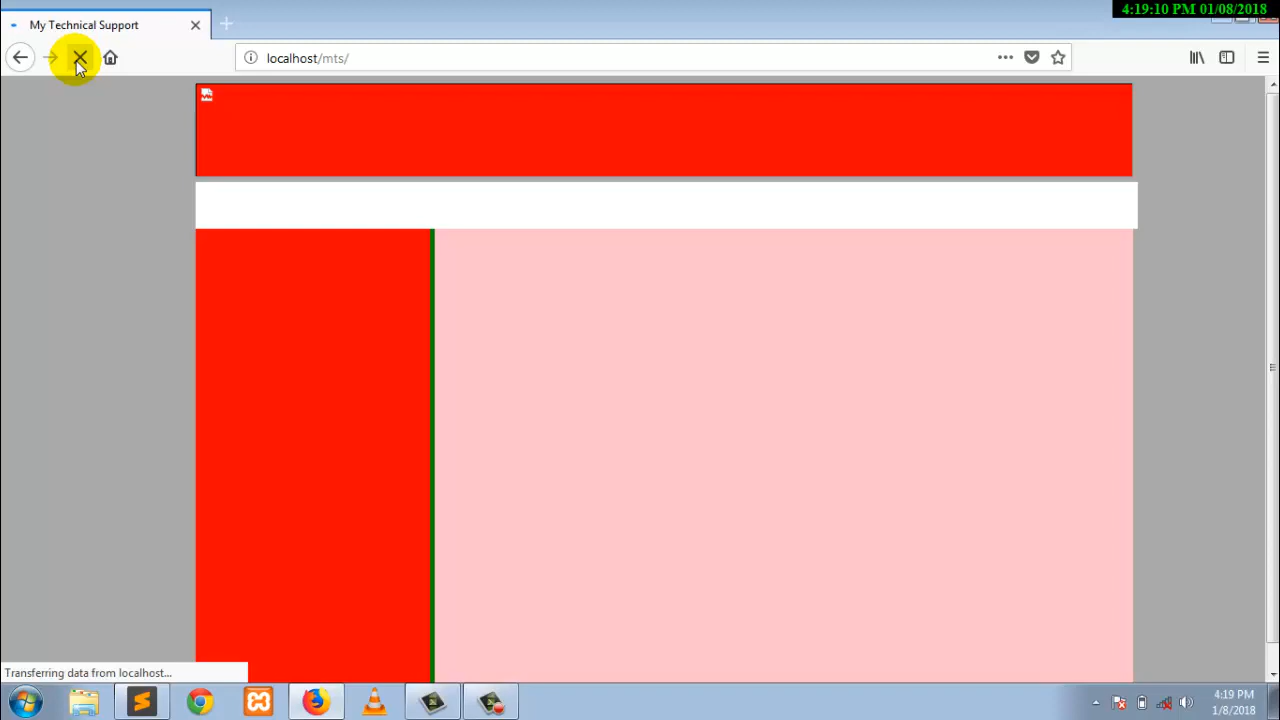 4:19:10 PM 01/08/2018
My Technical Support
localhost/mts/
Transferring data from localhost...
4:19 PM
1/8/2018